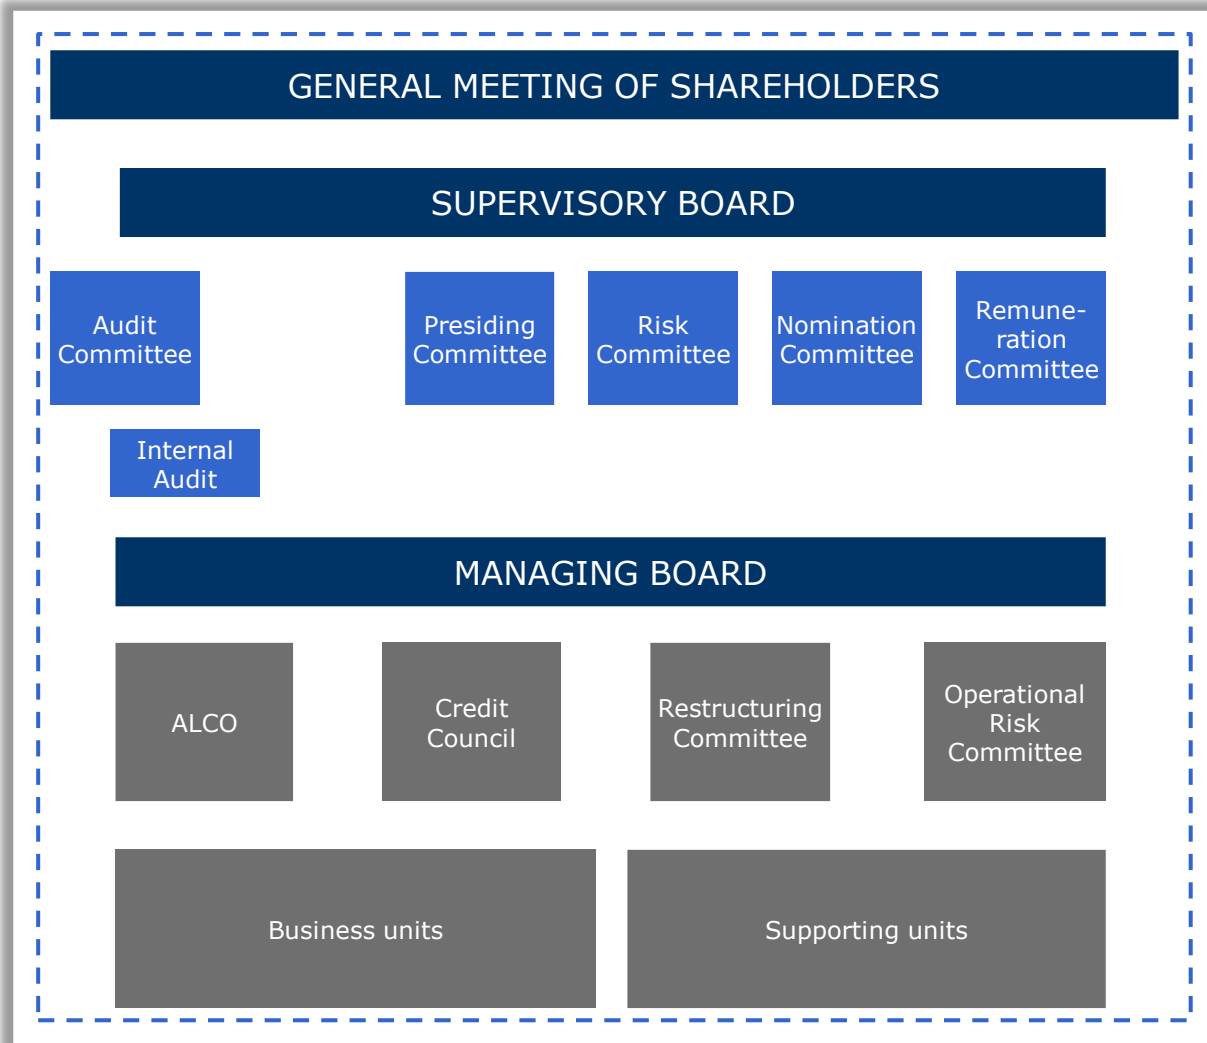 GENERAL MEETING OF SHAREHOLDERS
SUPERVISORY BOARD
Audit
Committee
Presiding
Committee
Risk
Committee
Nomination
Committee
Remune-
ration
Committee
Internal
Audit
MANAGING BOARD
ALCO
Credit
Council
Restructuring
Committee
Operational
Risk
Committee
Business units
Supporting units